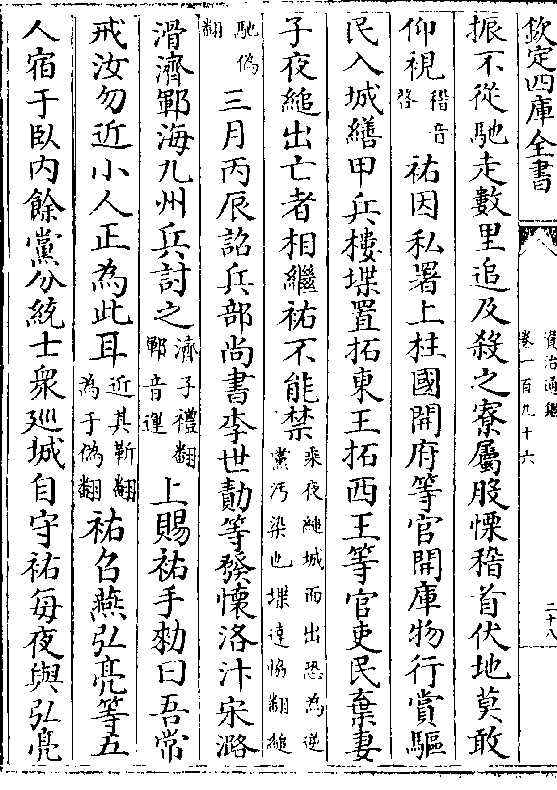 欽定四庫全書
資治通鑑
卷一百九十六
二十八
振不從馳走數里追及殺之寮屬股慄稽首伏地莫敢
仰視稽音啓祐因私署上柱國開府等官開庫物行賞驅
民入城繕甲兵樓堞置拓東王拓西王等官吏民棄妻
子夜縋出亡者相繼祐不能禁乘夜縋城而出恐為逆黨汚染也堞達恊翻縋
馳偽翻三月丙辰詔兵部尚書李世勣等發懷洛汴宋潞
滑濟鄆海九州兵討之濟子禮翻鄆音運上賜祐手敕曰吾常
戒汝勿近小人正為此耳近其靳翻為于偽翻祐召燕弘亮等五
人宿于臥内餘黨分統士衆廵城自守祐每夜與弘亮